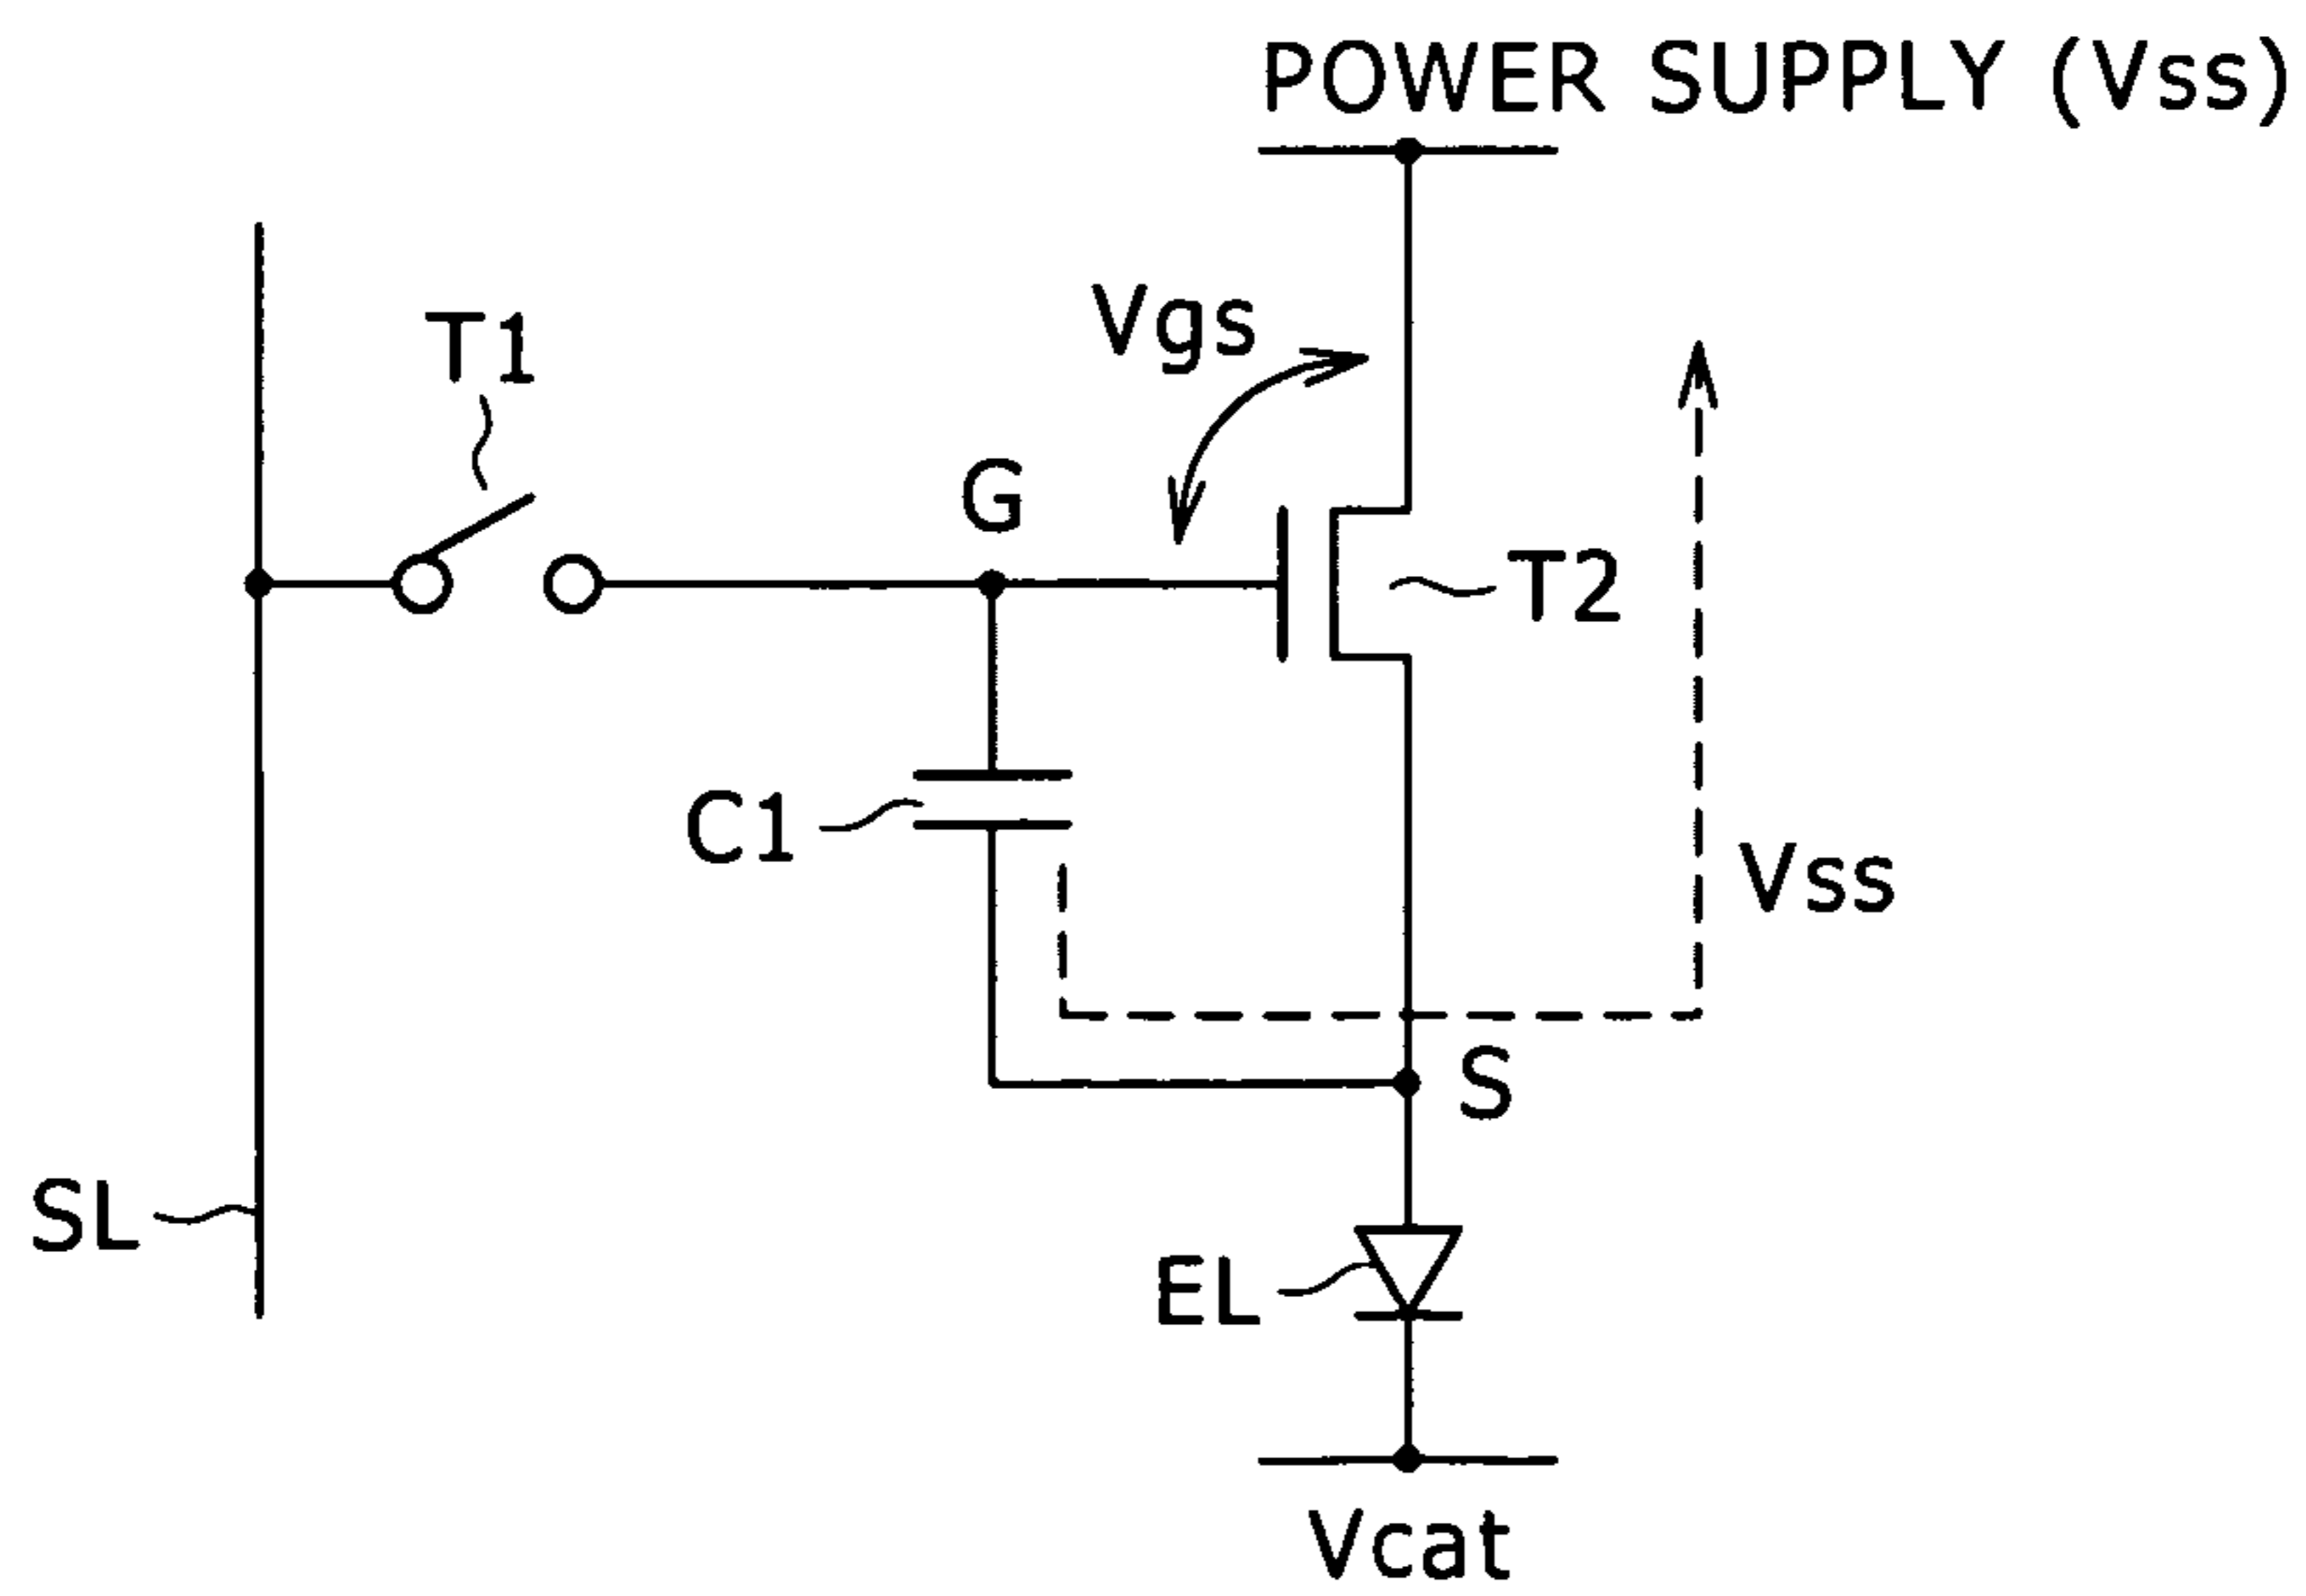 POWER SUPPLY (Vss)
Vgs
T1
G
T2
C1
Vss
S
SL
EL
Vcat